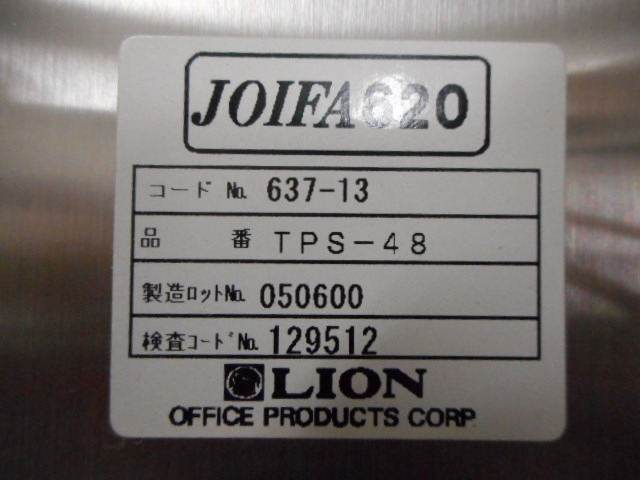 JOIFA620
コード No. 637-13
品 番 TPS-48
製造ロットNo. 050600
検査コードNo. 129512
LION
OFFICE PRODUCTS CORP